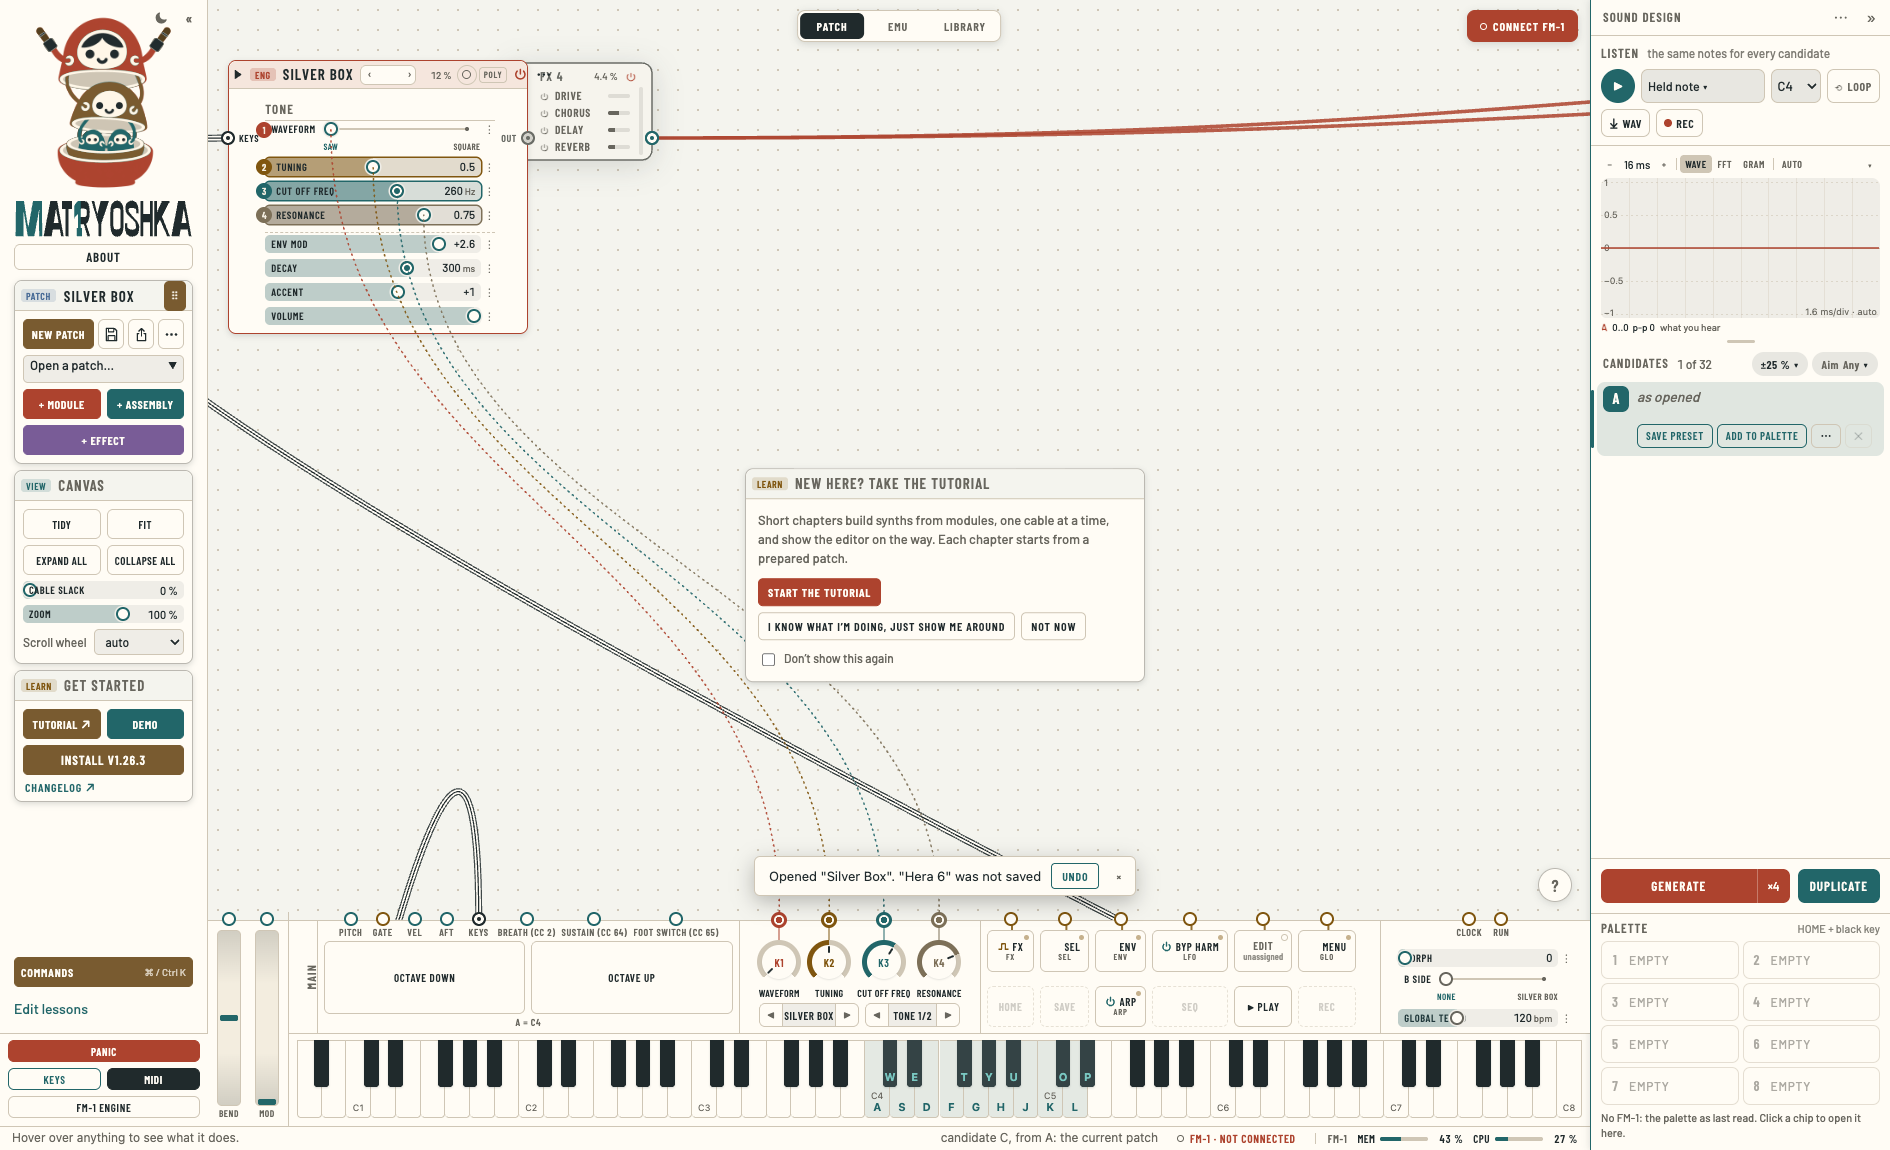 «
MATRYOSHKA
ABOUT
PATCH SILVER BOX
NEW PATCH
Open a patch...
+ MODULE + ASSEMBLY
+ EFFECT
VIEW CANVAS
TIDY FIT
EXPAND ALL COLLAPSE ALL
CABLE SLACK 0 %
ZOOM 100 %
Scroll wheel auto
LEARN GET STARTED
TUTORIAL ↗ DEMO
INSTALL V1.26.3
CHANGELOG ↗
COMMANDS ⌘ / Ctrl K
Edit lessons
PANIC
KEYS MIDI
FM-1 ENGINE
PATCH EMU LIBRARY
CONNECT FM-1
ENG SILVER BOX ‹ › 12 % POLY
TONE
KEYS
1 WAVEFORM
SAW SQUARE
2 TUNING 0.5
3 CUT OFF FREQ 260 Hz
4 RESONANCE 0.75
ENV MOD +2.6
DECAY 300 ms
ACCENT +1
VOLUME
OUT
FX 4 4.4 %
DRIVE
CHORUS
DELAY
REVERB
LEARN NEW HERE? TAKE THE TUTORIAL
Short chapters build synths from modules, one cable at a time,
and show the editor on the way. Each chapter starts from a
prepared patch.
START THE TUTORIAL
I KNOW WHAT I'M DOING, JUST SHOW ME AROUND NOT NOW
Don't show this again
Opened "Silver Box". "Hera 6" was not saved UNDO ×
?
PITCH GATE VEL AFT KEYS BREATH (CC 2) SUSTAIN (CC 64) FOOT SWITCH (CC 65)
MAIN
OCTAVE DOWN OCTAVE UP
A = C4
K1 K2 K3 K4
WAVEFORM TUNING CUT OFF FREQ RESONANCE
◀ SILVER BOX ▶ ◀ TONE 1/2 ▶
FX
FX
SEL
SEL
ENV
ENV
BYP HARM
LFO
EDIT
unassigned
MENU
GLO
HOME SAVE
ARP
ARP
SEQ ▶ PLAY REC
CLOCK RUN
RPH 0
B SIDE
NONE SILVER BOX
GLOBAL TE 120 bpm
BEND MOD
W E T Y U O P
C4 C5
C1 C2 C3 A S D F G H J K L C6 C7 C8
Hover over anything to see what it does.
candidate C, from A: the current patch
FM-1 · NOT CONNECTED
FM-1 MEM 43 % CPU 27 %
SOUND DESIGN ··· »
LISTEN the same notes for every candidate
Held note ▾ C4 LOOP
WAV REC
− 16 ms + WAVE FFT GRAM AUTO ▾
1
0.5
0
−0.5
−1
1.6 ms/div · auto
A 0..0 p-p 0 what you hear
CANDIDATES 1 of 32 ±25 % ▾ Aim Any ▾
A as opened
SAVE PRESET ADD TO PALETTE ··· ×
GENERATE ×4 DUPLICATE
PALETTE HOME + black key
1 EMPTY 2 EMPTY
3 EMPTY 4 EMPTY
5 EMPTY 6 EMPTY
7 EMPTY 8 EMPTY
No FM-1: the palette as last read. Click a chip to open it
here.